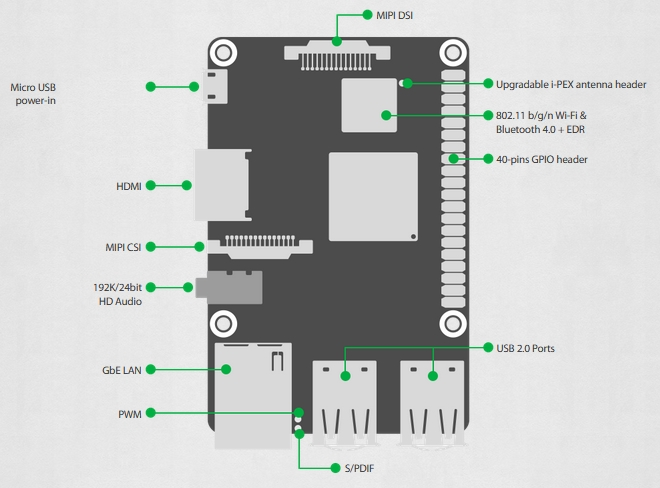 MIPI DSI
Micro USB
power-in
Upgradable i-PEX antenna header
802.11 b/g/n Wi-Fi &
Bluetooth 4.0 + EDR
40-pins GPIO header
HDMI
MIPI CSI
192K/24bit
HD Audio
USB 2.0 Ports
GbE LAN
PWM
S/PDIF